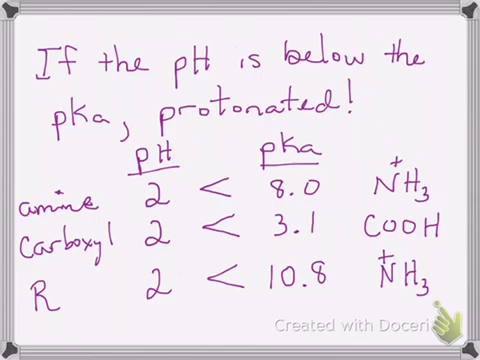 If the pH is below the
pka, protonated!
pH pka
amine 2 < 8.0 N⁺H₃
Carboxyl 2 < 3.1 COOH
R 2 < 10.8 N⁺H₃
Created with Doceri